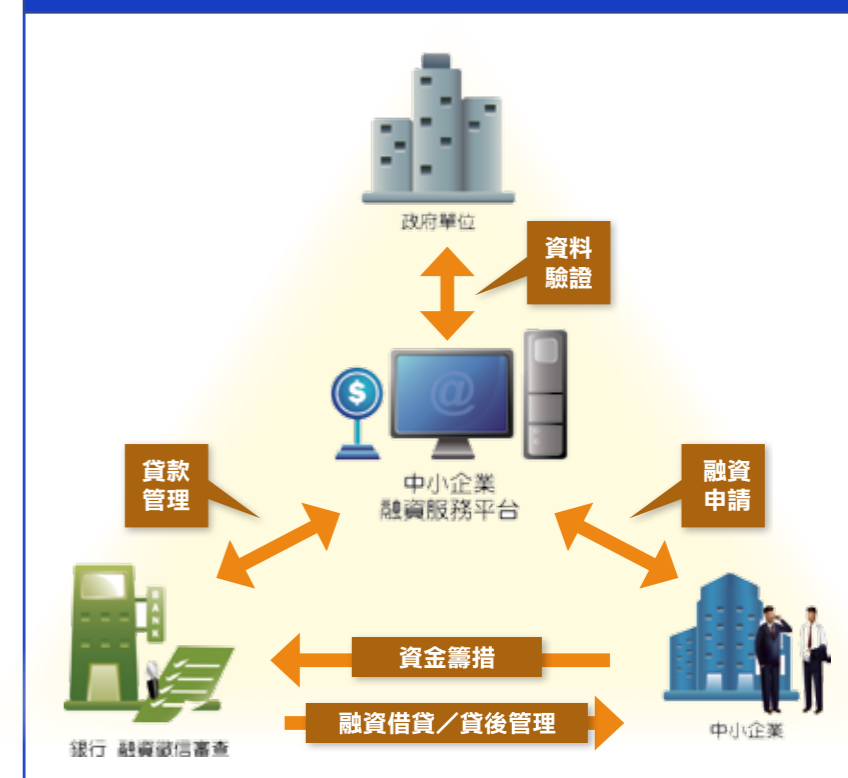 政府單位
資料
驗證
$
@
中小企業
融資服務平台
貸款
管理
融資
申請
BANK
資金籌措
融資借貸／貸後管理
銀行 融資徵信審查
中小企業